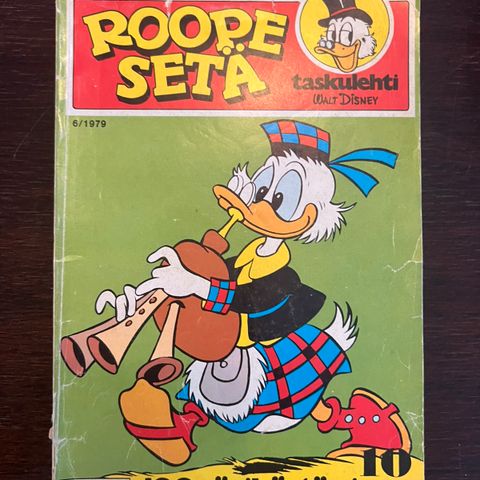 ROOPE
SETÄ
taskulehti
WALT DISNEY
6/1979
10